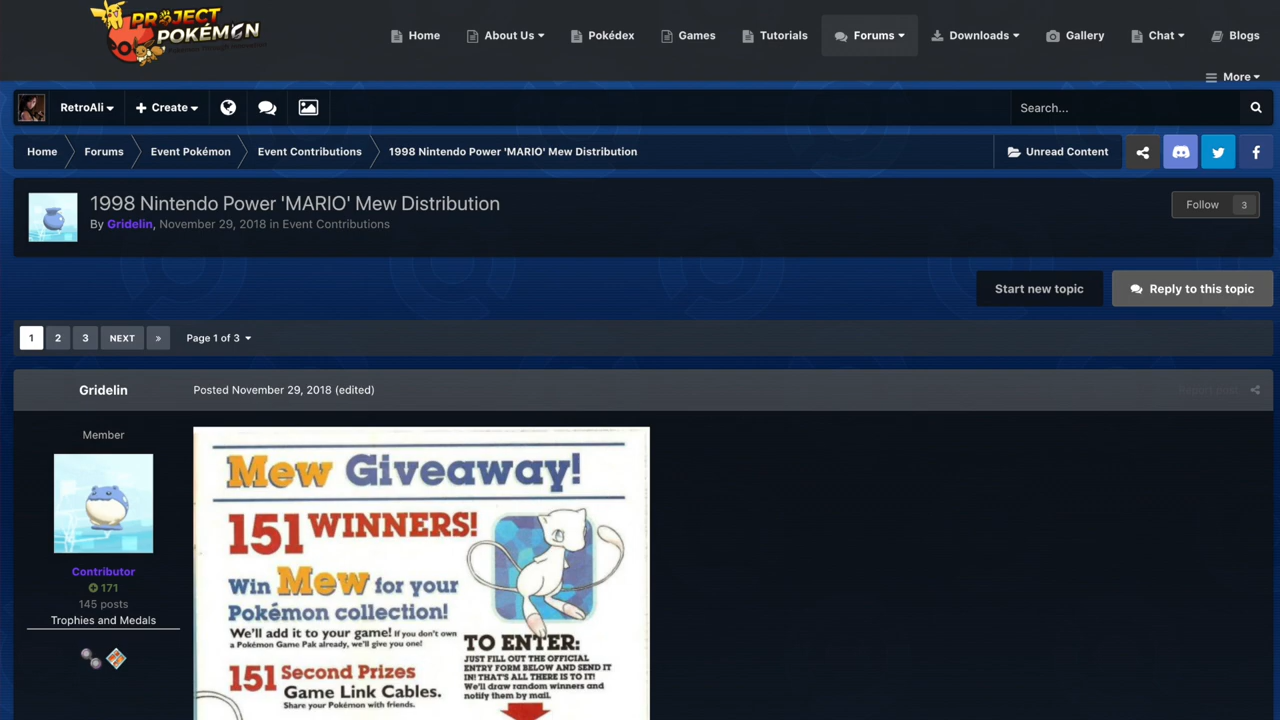 PROJECT
POKÉMON
Home
About Us
Pokédex
Games
Tutorials
Forums
Downloads
Gallery
Chat
Blogs
More
RetroAli
Create
Search...
Home
Forums
Event Pokémon
Event Contributions
1998 Nintendo Power 'MARIO' Mew Distribution
Unread Content
1998 Nintendo Power 'MARIO' Mew Distribution
By Gridelin, November 29, 2018 in Event Contributions
Follow 3
Start new topic
Reply to this topic
1 2 3 NEXT » Page 1 of 3
Gridelin
Posted November 29, 2018 (edited)
Report post
Member
Contributor
171
145 posts
Trophies and Medals
Mew Giveaway!
151 WINNERS!
Win Mew for your
Pokémon collection!
We'll add it to your game! If you don't own
a Pokémon Game Pak already, we'll give you one!
151 Second Prizes
Game Link Cables.
Share your Pokémon with friends.
TO ENTER:
JUST FILL OUT THE OFFICIAL
ENTRY FORM BELOW AND SEND IT
IN! THAT'S ALL THERE IS TO IT!
We'll draw random winners and
notify them by mail.